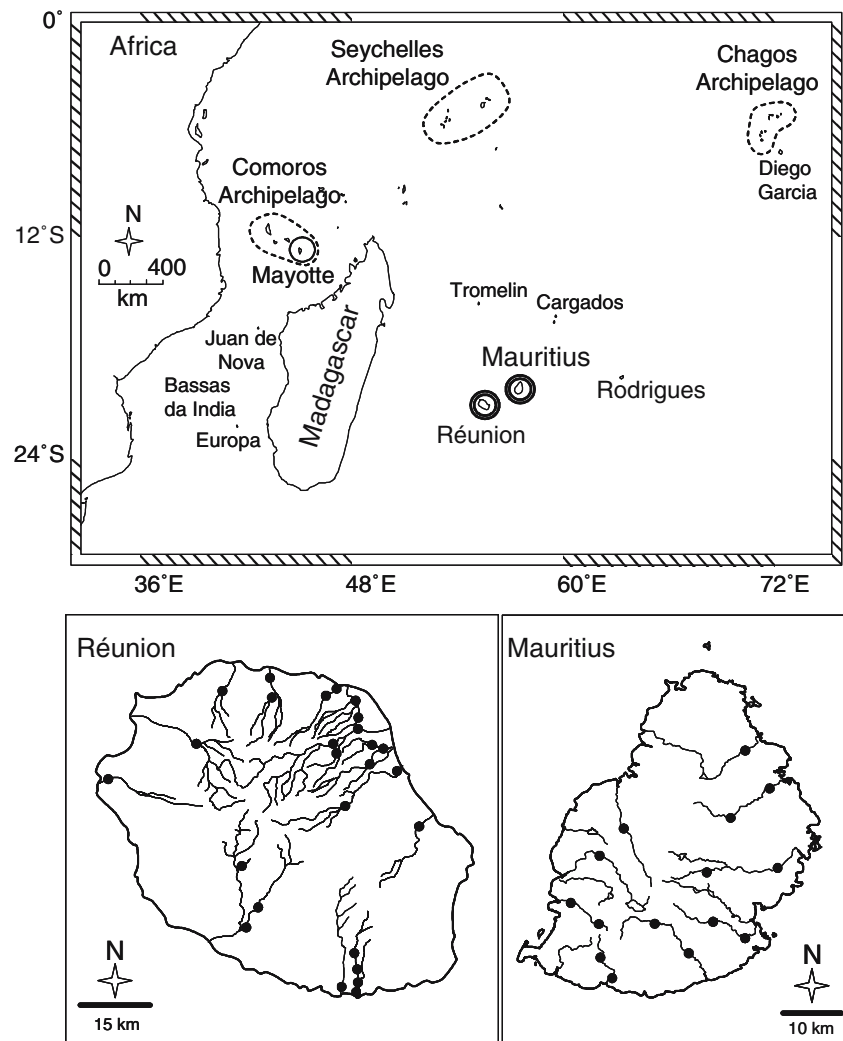 0˚
Africa
Seychelles
Archipelago
Chagos
Archipelago
Diego
Garcia
Comoros
Archipelago
N
12˚S
0 400
km
Mayotte
Tromelin
Cargados
Juan de
Nova
Madagascar
Mauritius
Bassas
da India
Rodrigues
Europa
Réunion
24˚S
36˚E 48˚E 60˚E 72˚E
Réunion
N
15 km
Mauritius
N
10 km